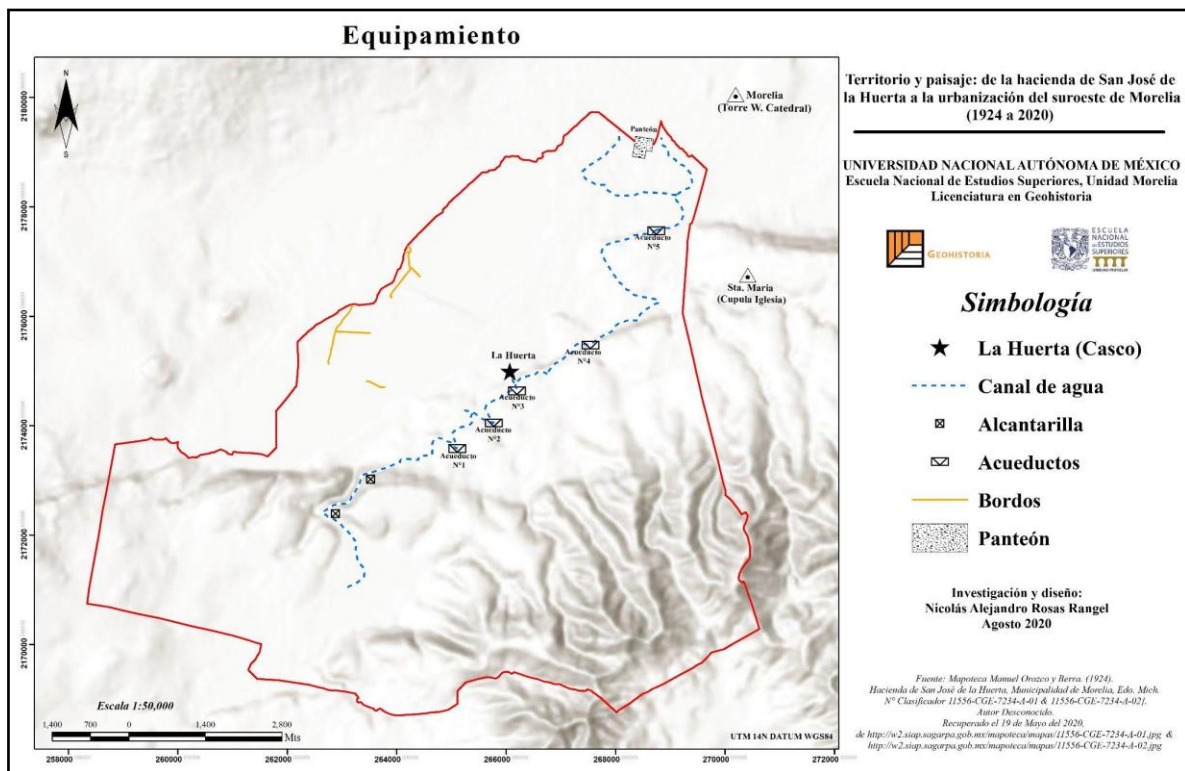 Equipamiento
N
S
Morelia
(Torre W. Catedral)
Panteón
Acueducto
N°5
Sta. Maria
(Cupula Iglesia)
Acueducto
N°4
La Huerta
Acueducto
N°3
Acueducto
N°2
Acueducto
N°1
2180000
2178000
2176000
2174000
2172000
2170000
Escala 1:50,000
1,400 700 0 1,400 2,800
Mts
UTM 14N DATUM WGS84
258000 260000 262000 264000 266000 268000 270000 272000
Territorio y paisaje: de la hacienda de San José de
la Huerta a la urbanización del suroeste de Morelia
(1924 a 2020)
UNIVERSIDAD NACIONAL AUTÓNOMA DE MÉXICO
Escuela Nacional de Estudios Superiores, Unidad Morelia
Licenciatura en Geohistoria
GEOHISTORIA
ESCUELA
NACIONAL
DE ESTUDIOS
SUPERIORES
UNIDAD MORELIA
Simbología
La Huerta (Casco)
Canal de agua
Alcantarilla
Acueductos
Bordos
Panteón
Investigación y diseño:
Nicolás Alejandro Rosas Rangel
Agosto 2020
Fuente: Mapoteca Manuel Orozco y Berra. (1924).
Hacienda de San José de la Huerta, Municipalidad de Morelia, Edo. Mich.
N° Clasificador 11556-CGE-7234-A-01 & 11556-CGE-7234-A-02].
Autor Desconocido.
Recuperado el 19 de Mayo del 2020,
de http://w2.siap.sagarpa.gob.mx/mapoteca/mapas/11556-CGE-7234-A-01.jpg &
http://w2.siap.sagarpa.gob.mx/mapoteca/mapas/11556-CGE-7234-A-02.jpg